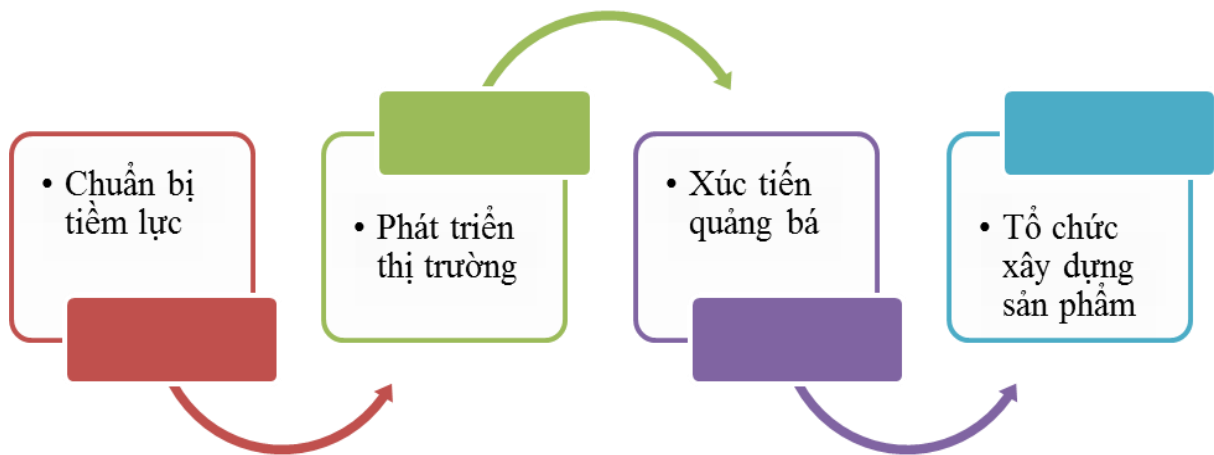 • Chuẩn bị
tiềm lực
• Phát triển
thị trường
• Xúc tiến
quảng bá
• Tổ chức
xây dựng
sản phẩm